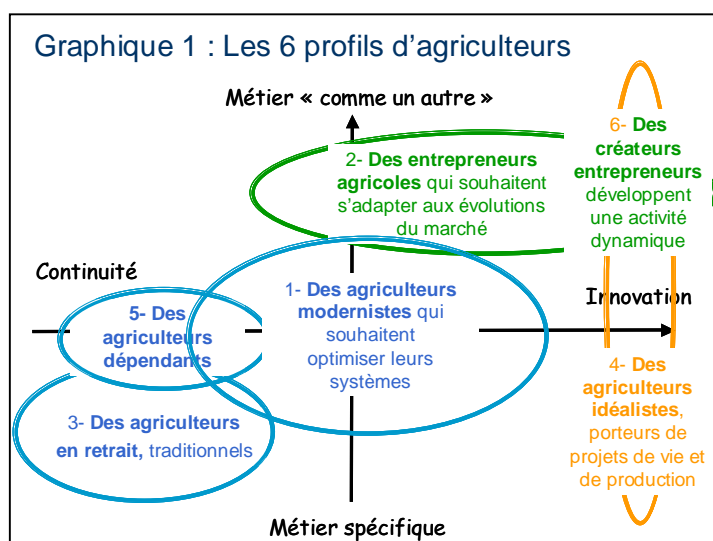 Graphique 1 : Les 6 profils d'agriculteurs
Métier « comme un autre »
6- Des
créateurs
entrepreneurs
développent
une activité
dynamique
2- Des entrepreneurs
agricoles qui souhaitent
s'adapter aux évolutions
du marché
Continuité
Innovation
1- Des agriculteurs
modernistes qui
souhaitent
optimiser leurs
systèmes
5- Des
agriculteurs
dépendants
3- Des agriculteurs
en retrait, traditionnels
4- Des
agriculteurs
idéalistes,
porteurs de
projets de vie et
de production
Métier spécifique